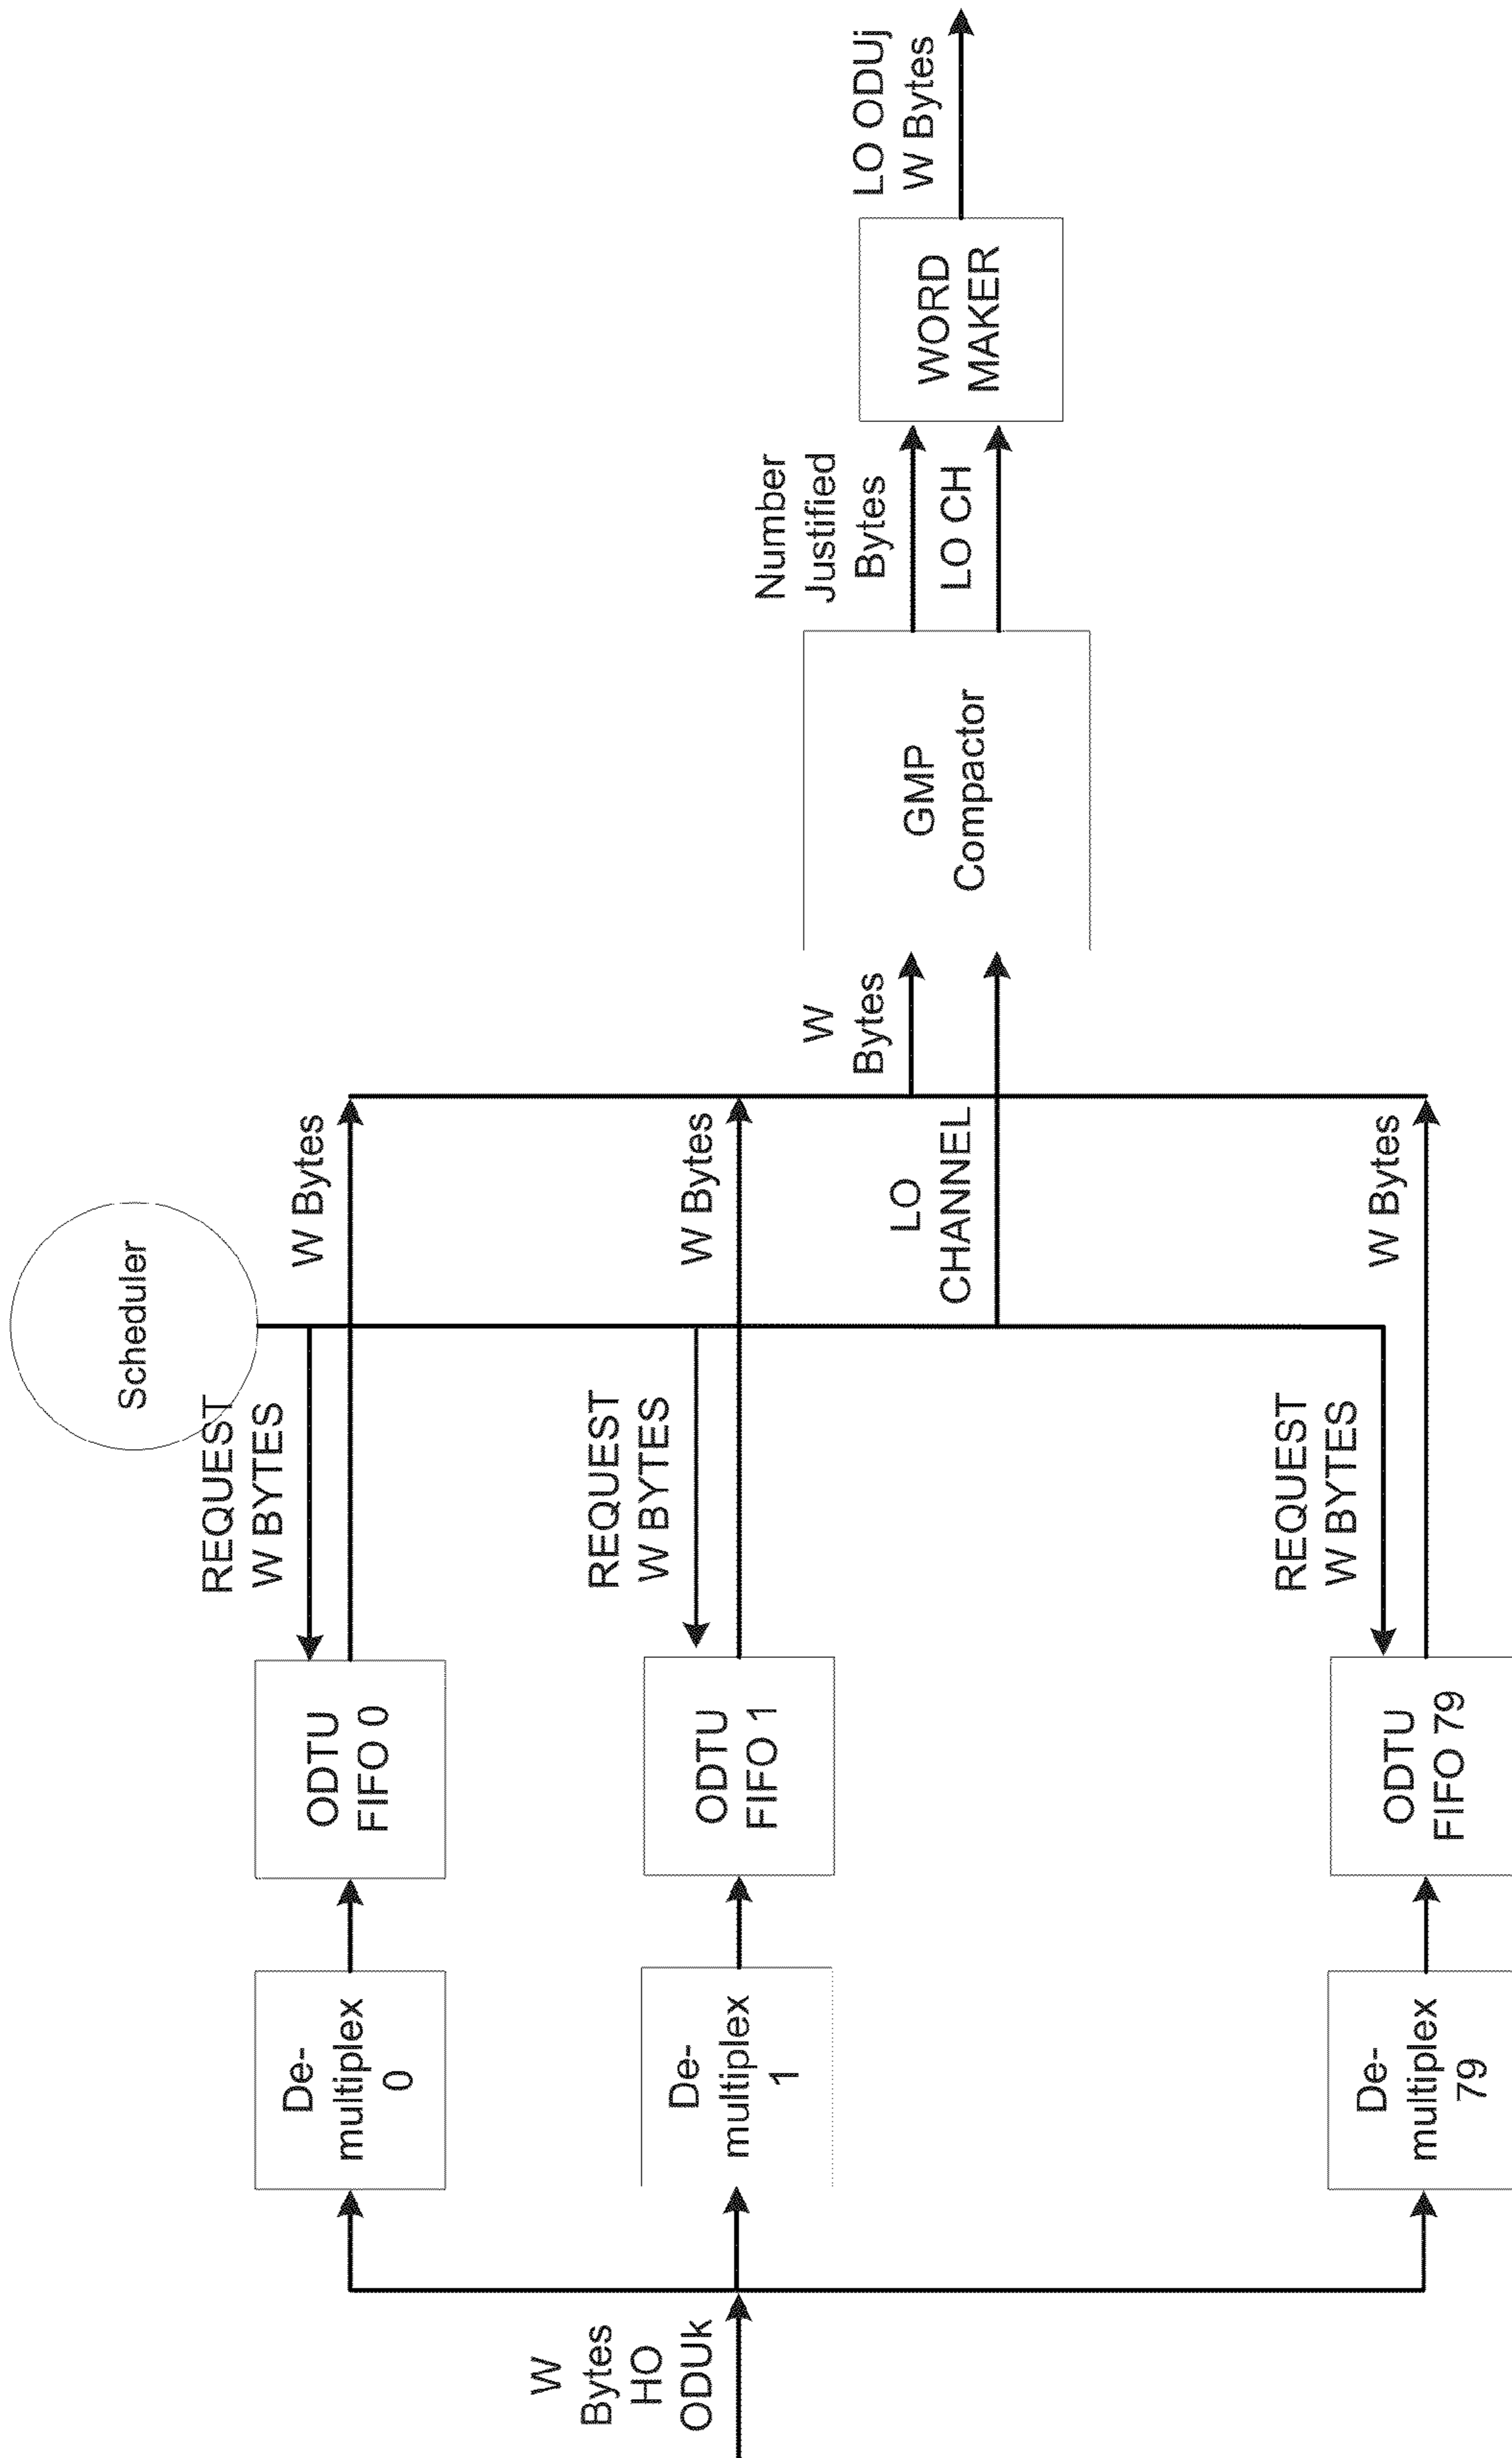 Scheduler
REQUEST
W BYTES
W Bytes
De-
multiplex
0
ODTU
FIFO 0
W
Bytes
HO
ODUk
De-
multiplex
1
ODTU
FIFO 1
REQUEST
W BYTES
W Bytes
LO
CHANNEL
W
Bytes
GMP
Compactor
Number
Justified
Bytes
LO CH
WORD
MAKER
LO ODUj
W Bytes
De-
multiplex
79
ODTU
FIFO 79
REQUEST
W BYTES
W Bytes